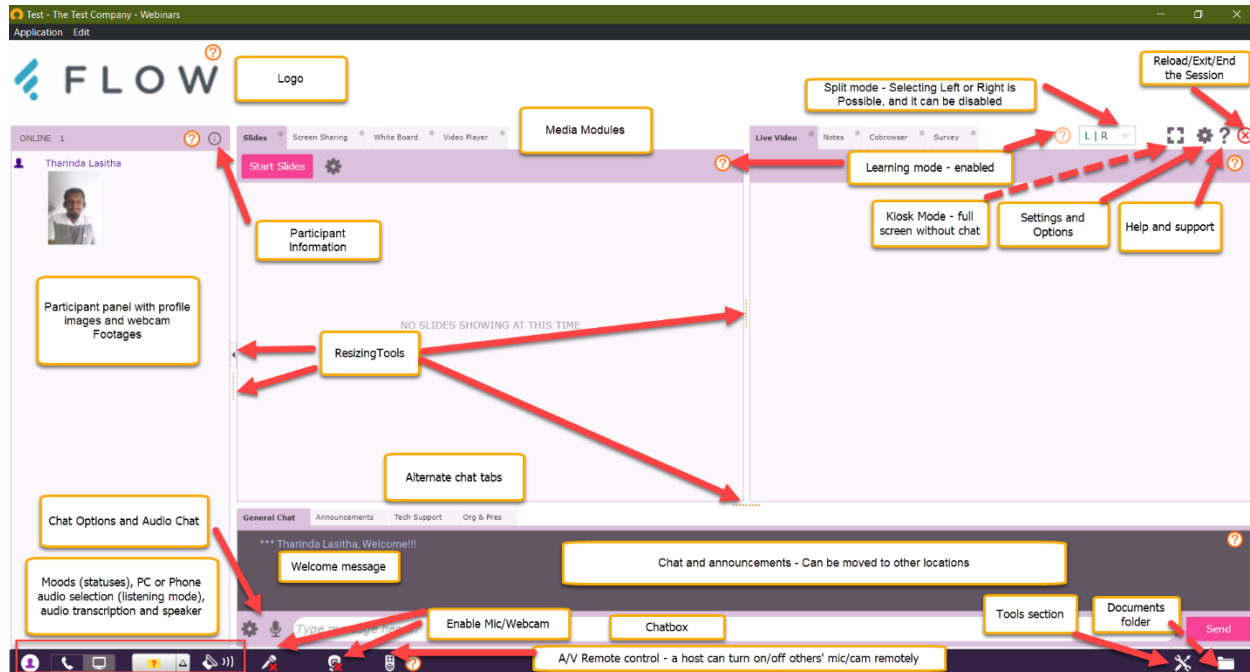 Test - The Test Company - Webinars
Application Edit
FLOW
Logo
Reload/Exit/End
the Session
Split mode - Selecting Left or Right is
Possible, and it can be disabled
ONLINE 1
Slides Screen Sharing White Board Video Player
Media Modules
Live Video Notes Cobrowser Survey
L | R
Tharinda Lasitha
Start Slides
Learning mode - enabled
Participant
Information
Kiosk Mode - full
screen without chat
Settings and
Options
Help and support
Participant panel with profile
images and webcam
Footages
NO SLIDES SHOWING AT THIS TIME
ResizingTools
Alternate chat tabs
Chat Options and Audio Chat
General Chat Announcements Tech Support Org & Pres
*** Tharinda Lasitha, Welcome!!!
Welcome message
Chat and announcements - Can be moved to other locations
Moods (statuses), PC or Phone
audio selection (listening mode),
audio transcription and speaker
Tools section
Documents
folder
Type message here...
Enable Mic/Webcam
Chatbox
Send
A/V Remote control - a host can turn on/off others' mic/cam remotely